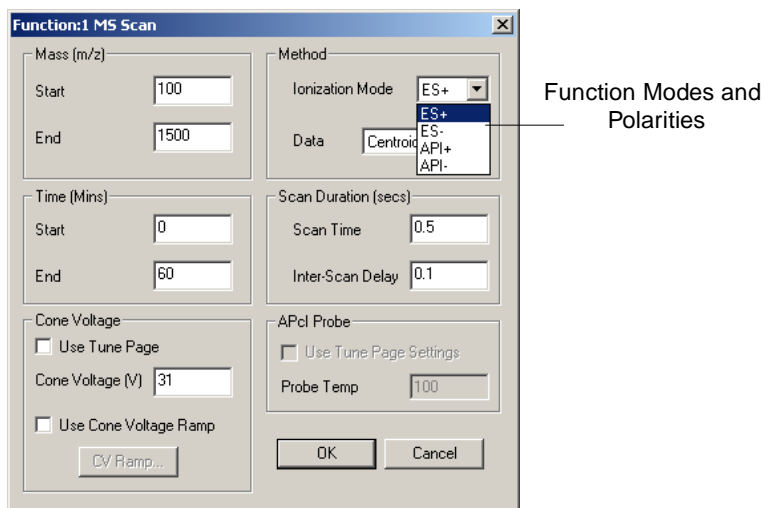 Function:1 MS Scan
Mass (m/z)
Start 100
End 1500
Method
Ionization Mode ES+
ES+
ES-
API+
API-
Data Centroid
Function Modes and
Polarities
Time (Mins)
Start 0
End 60
Scan Duration (secs)
Scan Time 0.5
Inter-Scan Delay 0.1
Cone Voltage
Use Tune Page
Cone Voltage (V) 31
Use Cone Voltage Ramp
CV Ramp...
APcI Probe
Use Tune Page Settings
Probe Temp 100
OK Cancel